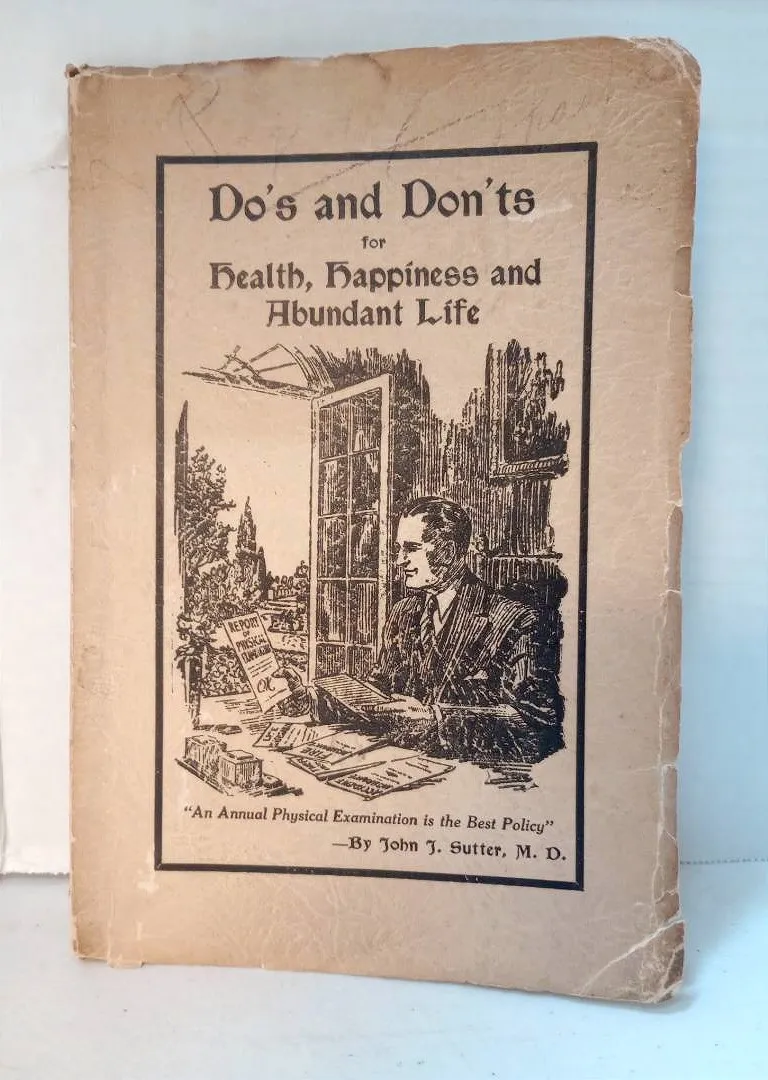 Do's and Don'ts
for
Health, Happiness and
Abundant Life
REPORT
OF
PHYSICAL
EXAMINATION
OK
"An Annual Physical Examination is the Best Policy"
—By John J. Sutter, M. D.